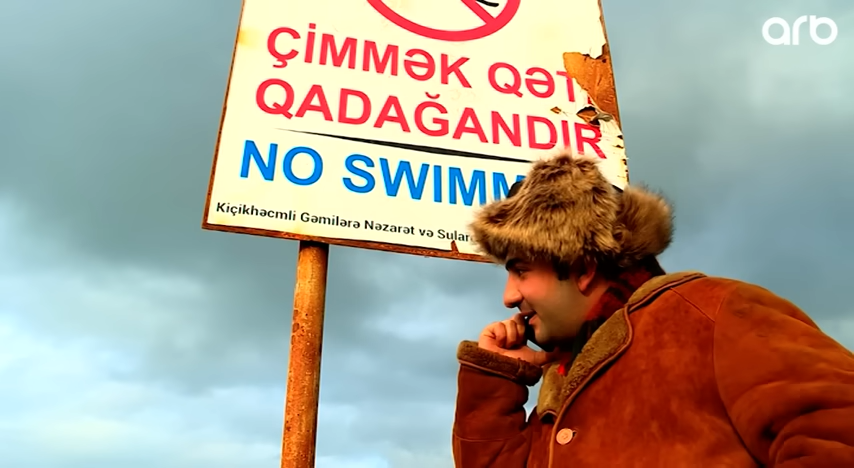 arb
ÇİMMƏK QƏT
QADAĞANDIR
NO SWIMM
Kiçikhəcmli Gəmilərə Nəzarət və Sular